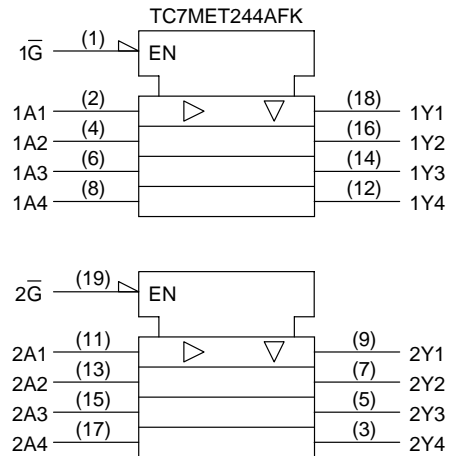 TC7MET244AFK
1G̅ (1) EN
1A1 (2) (18) 1Y1
1A2 (4) (16) 1Y2
1A3 (6) (14) 1Y3
1A4 (8) (12) 1Y4
2G̅ (19) EN
2A1 (11) (9) 2Y1
2A2 (13) (7) 2Y2
2A3 (15) (5) 2Y3
2A4 (17) (3) 2Y4